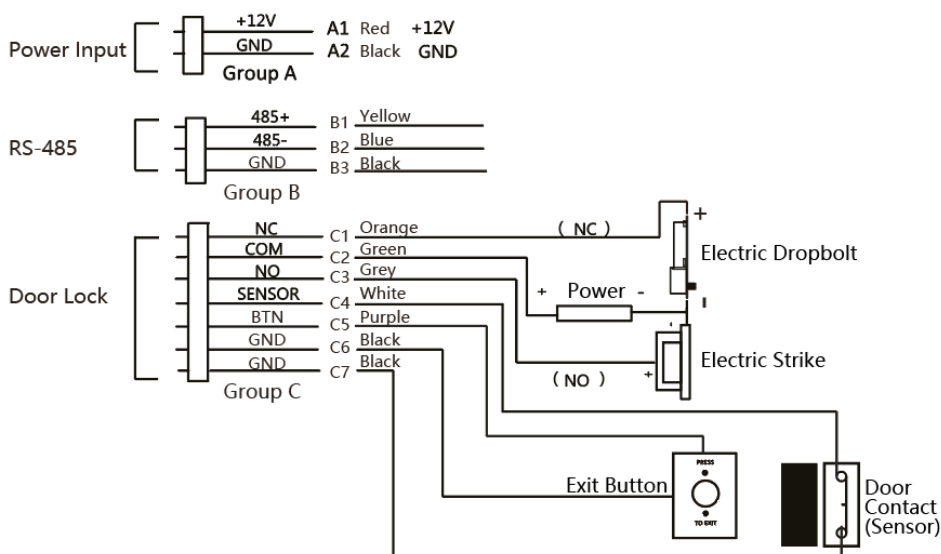 Power Input
+12V A1 Red +12V
GND A2 Black GND
Group A
RS-485
485+ B1 Yellow
485- B2 Blue
GND B3 Black
Group B
Door Lock
NC C1 Orange ( NC )
COM C2 Green
NO C3 Grey
SENSOR C4 White
BTN C5 Purple
GND C6 Black
GND C7 Black
Group C
+
Electric Dropbolt
-
+ Power -
Electric Strike
+
( NO )
PRESS
TO EXIT
Exit Button
Door
Contact
(Sensor)